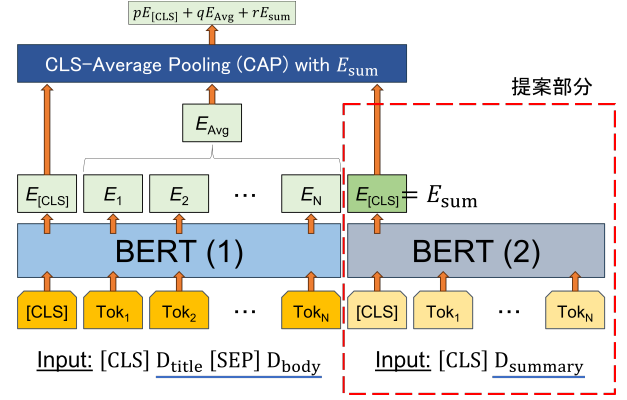 pE[CLS] + qEAvg + rEsum
CLS-Average Pooling (CAP) with Esum
提案部分
EAvg
E[CLS] E1 E2 … EN E[CLS] = Esum
BERT (1) BERT (2)
[CLS] Tok1 Tok2 … TokN [CLS] Tok1 … TokN
Input: [CLS] Dtitle [SEP] Dbody Input: [CLS] Dsummary